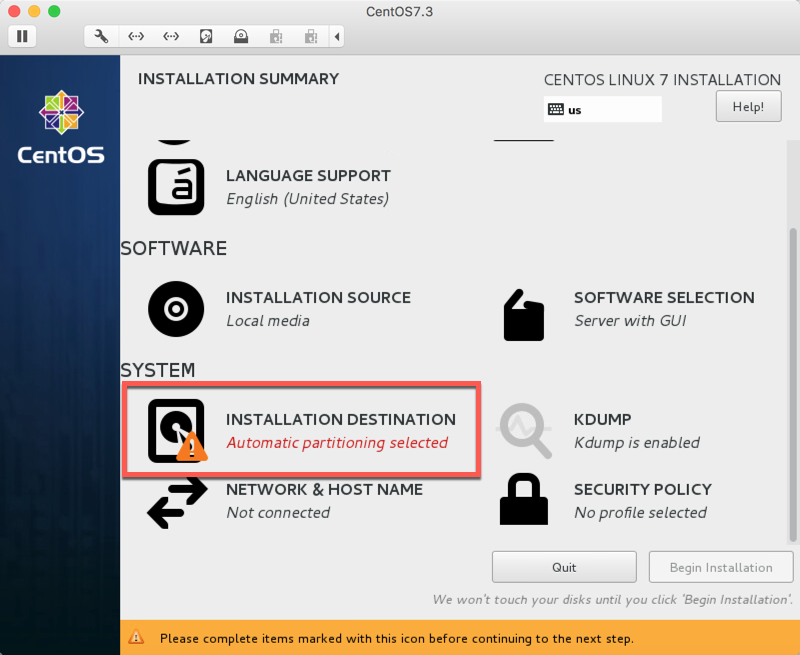 CentOS7.3
INSTALLATION SUMMARY
CENTOS LINUX 7 INSTALLATION
us
Help!
CentOS
LANGUAGE SUPPORT
English (United States)
SOFTWARE
INSTALLATION SOURCE
Local media
SOFTWARE SELECTION
Server with GUI
SYSTEM
INSTALLATION DESTINATION
Automatic partitioning selected
KDUMP
Kdump is enabled
NETWORK & HOST NAME
Not connected
SECURITY POLICY
No profile selected
Quit
Begin Installation
We won't touch your disks until you click 'Begin Installation'.
Please complete items marked with this icon before continuing to the next step.